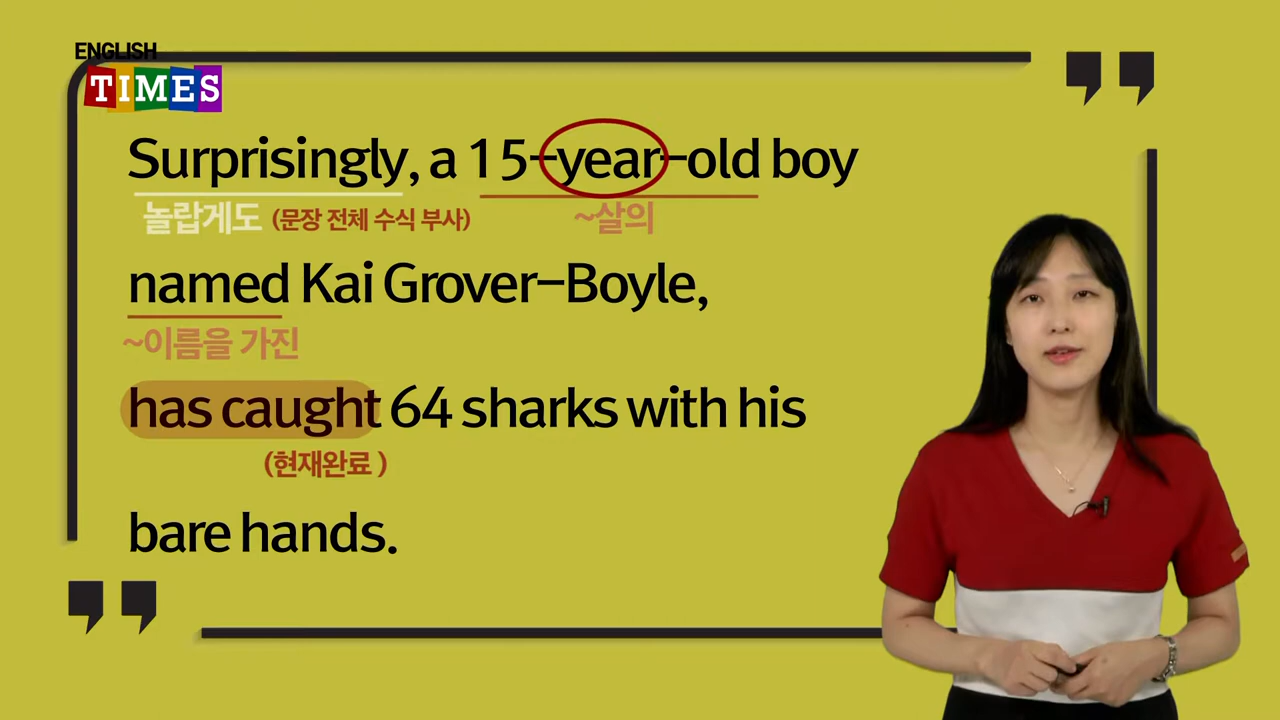 ENGLISH
TIMES
Surprisingly, a 15-year-old boy
놀랍게도 (문장 전체 수식 부사) ~살의
named Kai Grover-Boyle,
~이름을 가진
has caught 64 sharks with his
(현재완료 )
bare hands.